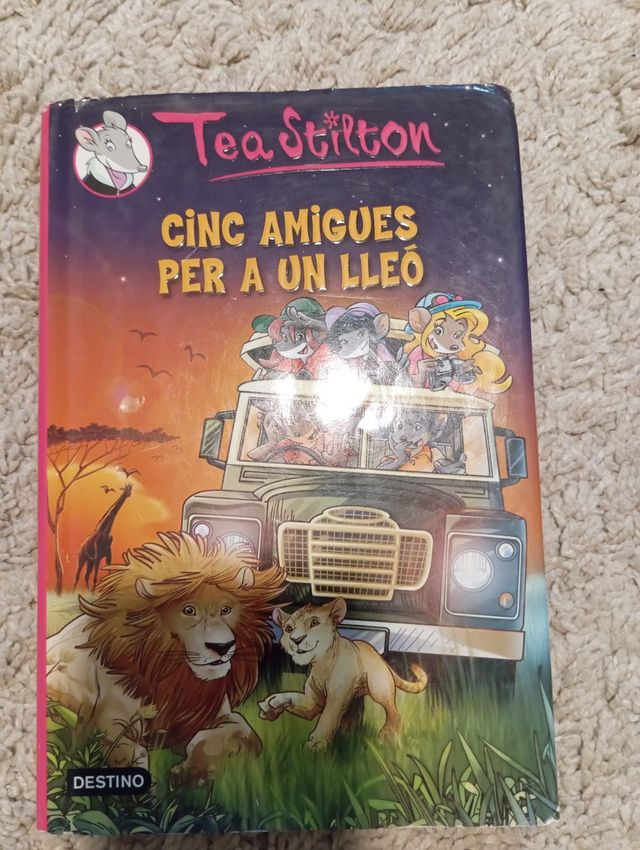 Tea Stilton
CINC AMIGUES
PER A UN LLEÓ
DESTINO